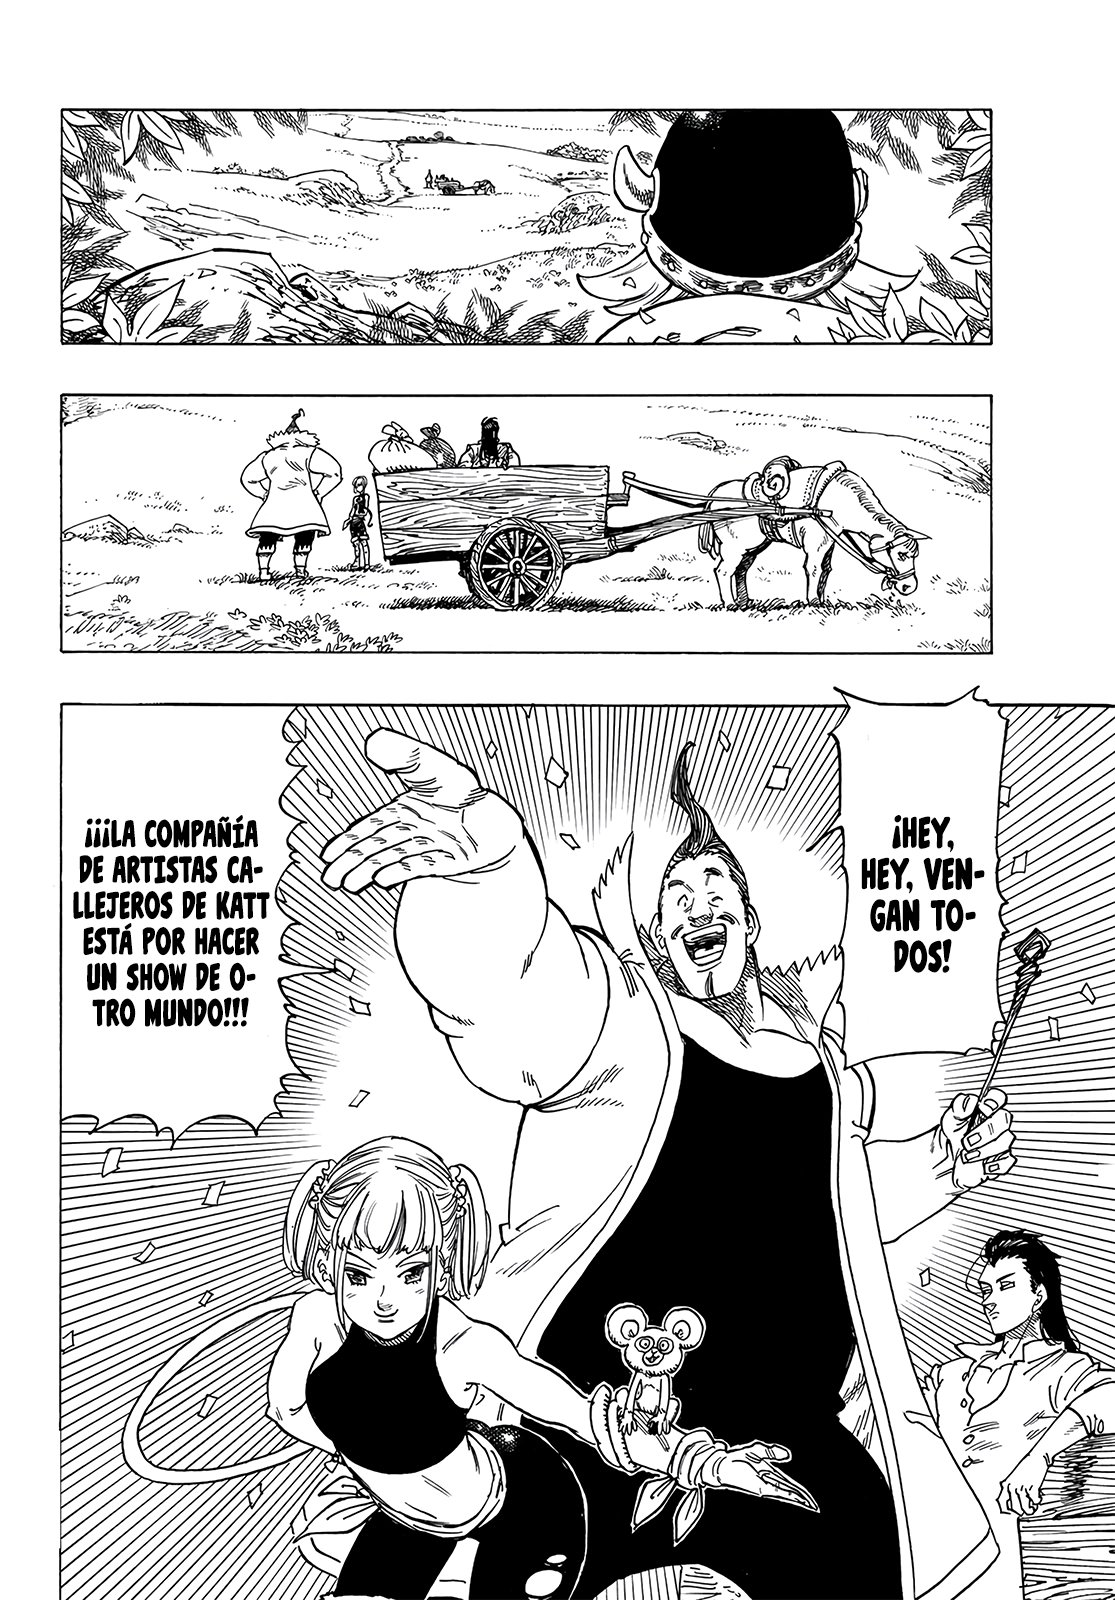 ¡HEY,
HEY, VEN-
GAN TO-
DOS!
¡¡¡LA COMPAÑÍA
DE ARTISTAS CA-
LLEJEROS DE KATT
ESTÁ POR HACER
UN SHOW DE O-
TRO MUNDO!!!